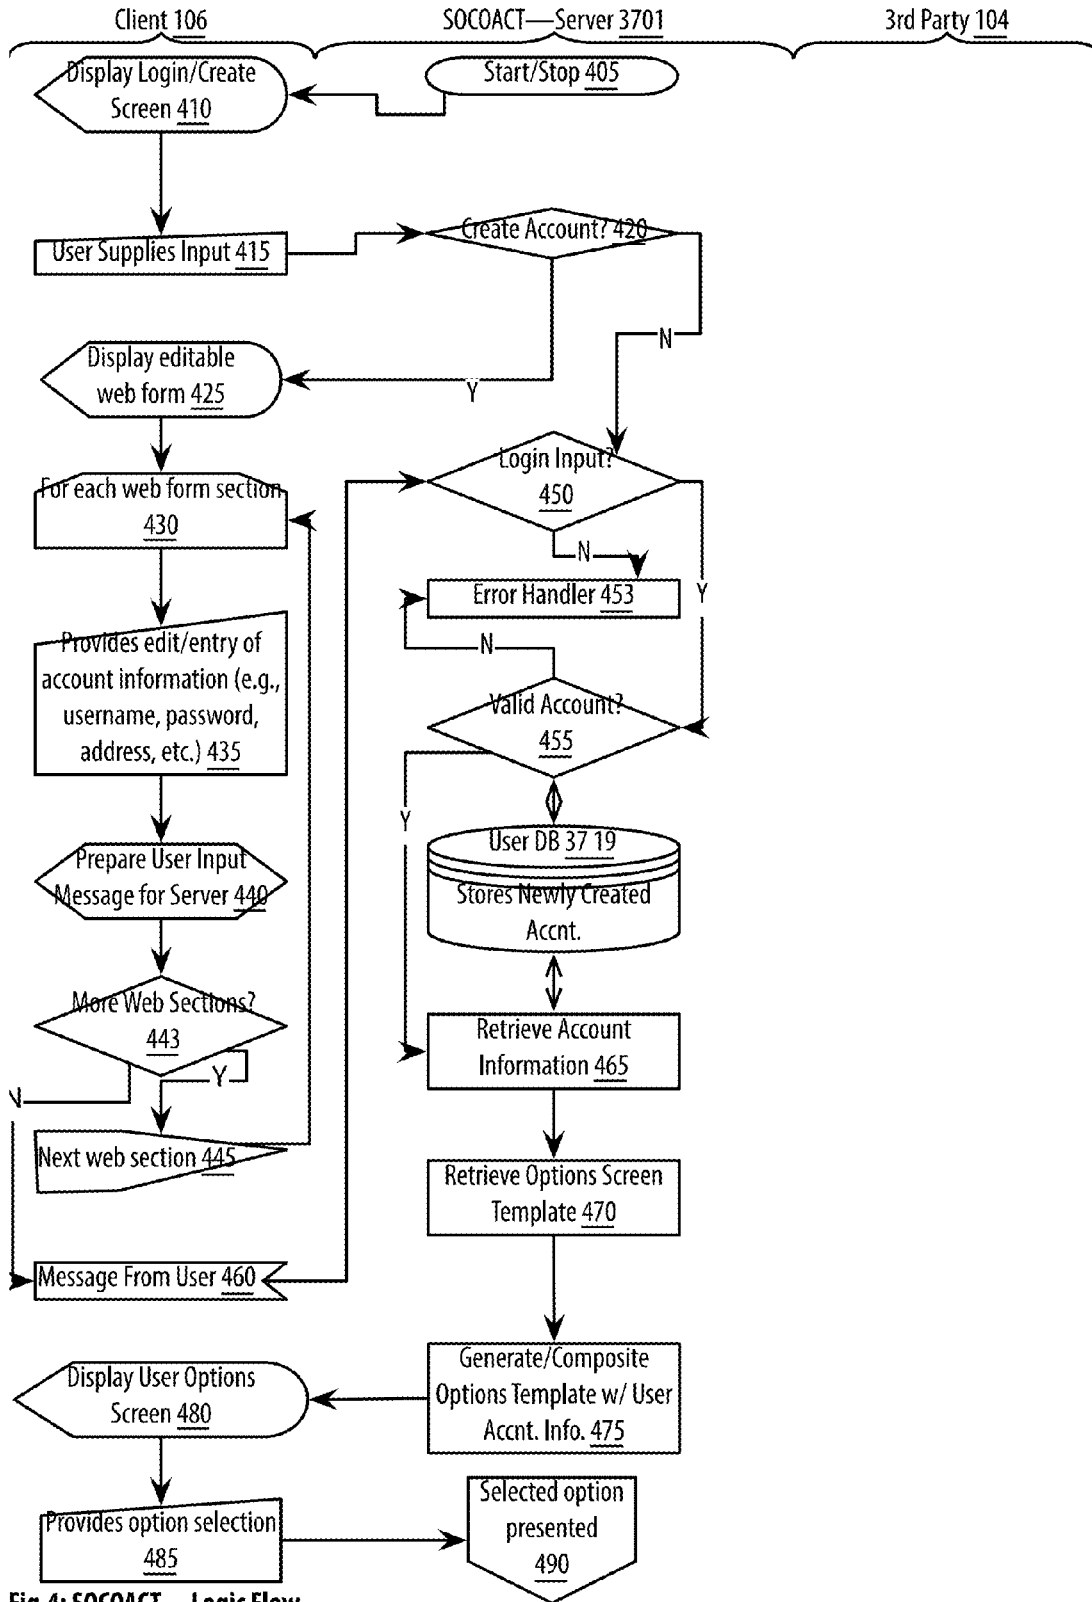 Client 106
SOCOACT—Server 3701
3rd Party 104
Display Login/Create
Screen 410
Start/Stop 405
User Supplies Input 415
Create Account? 420
N
Y
Display editable
web form 425
Login Input?
450
N
Y
For each web form section
430
Error Handler 453
N
Provides edit/entry of
account information (e.g.,
username, password,
address, etc.) 435
Valid Account?
455
Y
User DB 37 19
Stores Newly Created
Accnt.
Prepare User Input
Message for Server 440
More Web Sections?
443
Y
N
Retrieve Account
Information 465
Next web section 445
Retrieve Options Screen
Template 470
Message From User 460
Generate/Composite
Options Template w/ User
Accnt. Info. 475
Display User Options
Screen 480
Provides option selection
485
Selected option
presented
490
Fig 4: SOCOACT — Logic Flow